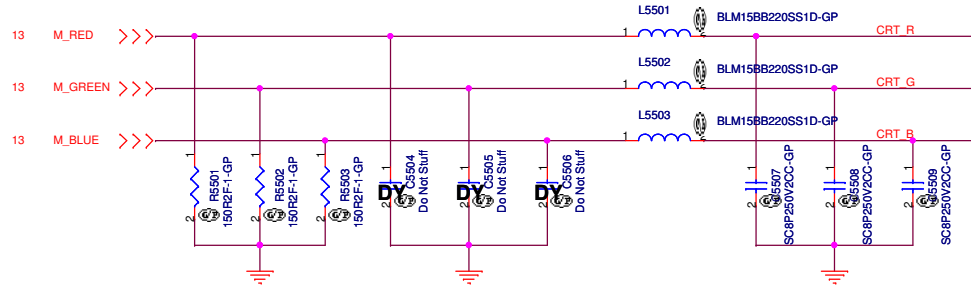 L5501
13 M_RED 1 2 BLM15BB220SS1D-GP CRT_R
L5502
13 M_GREEN 1 2 BLM15BB220SS1D-GP CRT_G
L5503
13 M_BLUE 1 2 BLM15BB220SS1D-GP CRT_B
1 2 R5501
150R2F-1-GP
1 2 R5502
150R2F-1-GP
1 2 R5503
150R2F-1-GP
1 2 DY C5504
Do Not Stuff
1 2 DY C5505
Do Not Stuff
1 2 DY C5506
Do Not Stuff
1 2 C5507
SC8P250V2CC-GP
1 2 C5508
SC8P250V2CC-GP
1 2 C5509
SC8P250V2CC-GP